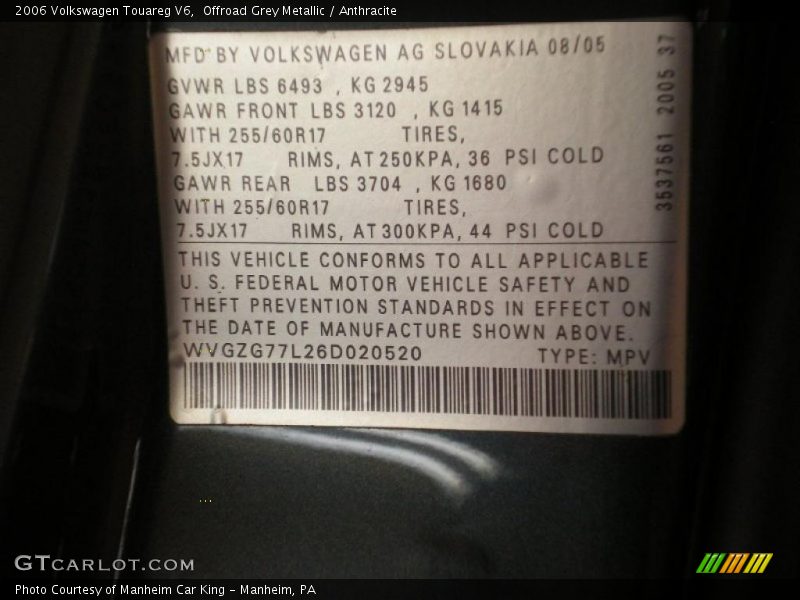 2006 Volkswagen Touareg V6,  Offroad Grey Metallic / Anthracite
MFD BY VOLKSWAGEN AG SLOVAKIA 08/05
GVWR LBS 6493 , KG 2945
GAWR FRONT LBS 3120 , KG 1415
WITH 255/60R17 TIRES,
7.5JX17 RIMS, AT 250KPA, 36 PSI COLD
GAWR REAR LBS 3704 , KG 1680
WITH 255/60R17 TIRES,
7.5JX17 RIMS, AT 300KPA, 44 PSI COLD
3537561 2005 37
THIS VEHICLE CONFORMS TO ALL APPLICABLE
U. S. FEDERAL MOTOR VEHICLE SAFETY AND
THEFT PREVENTION STANDARDS IN EFFECT ON
THE DATE OF MANUFACTURE SHOWN ABOVE.
WVGZG77L26D020520 TYPE: MPV
GTCARLOT.COM
Photo Courtesy of Manheim Car King - Manheim, PA